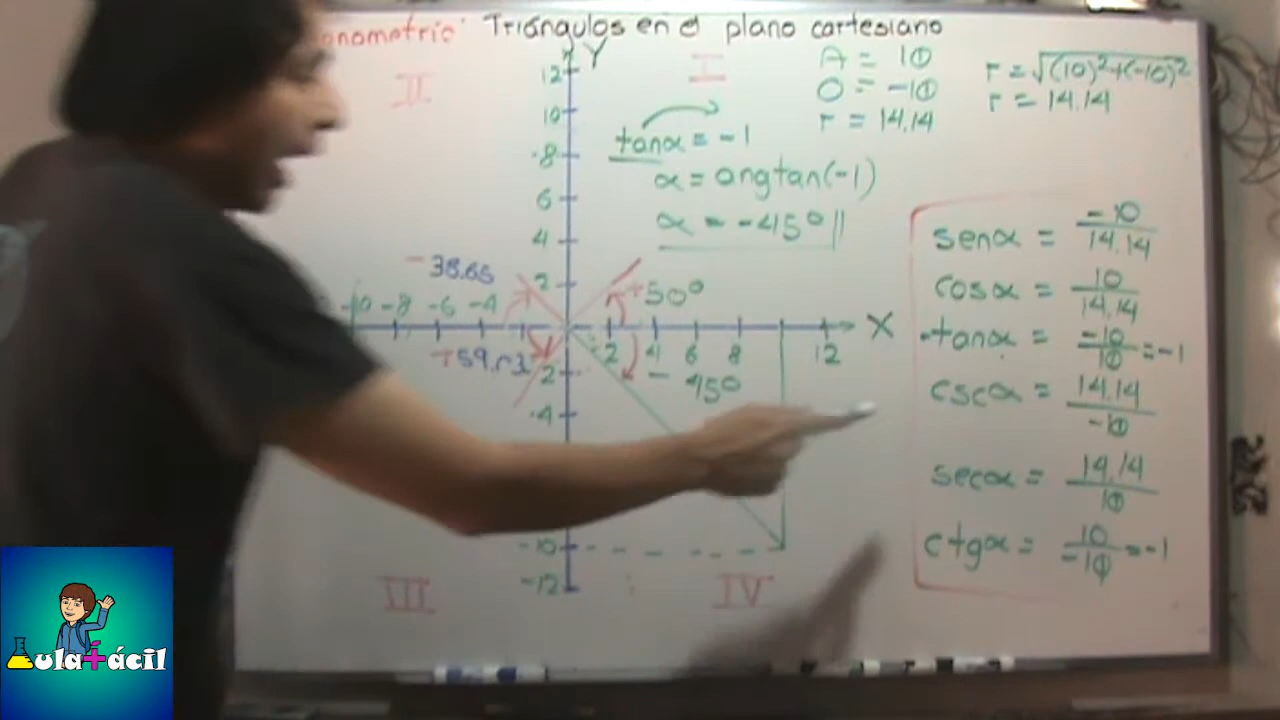 Triángulos en el plano cartesiano
Y
II
I
A = 10
O = -10
r = 14.14
r = √(10)²+(-10)²
r = 14.14
tanα = -1
α = angtan(-1)
α = -45°
12
10
8
6
4
2
-38.65
+50°
-8 -6 -4
2 4 6 8 12
X
- 45°
2
-4
-10
-12
III
IV
senα = -10/14.14
cosα = 10/14.14
tanα = -10/10 = -1
cscα = 14.14/-10
secα = 14.14/10
ctgα = 10/-10 = -1
Aula+ácil